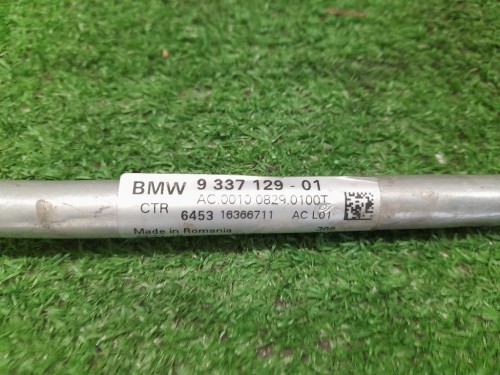 BMW 9 337 129 - 01
AC.0010.0829.0100T
CTR 6453 16366711 AC L01
Made in Romania